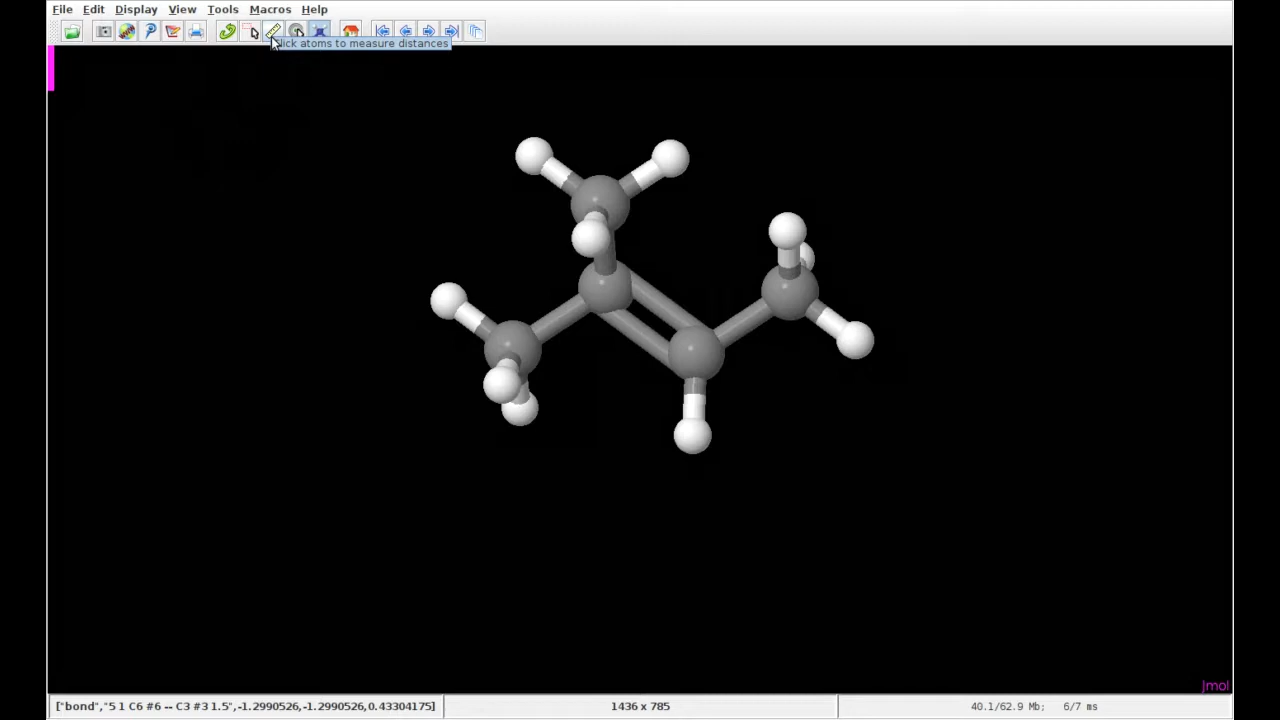 File Edit Display View Tools Macros Help
click atoms to measure distances
Jmol
["bond","5 1 C6 #6 -- C3 #3 1.5",-1.2990526,-1.2990526,0.43304175]
1436 x 785
40.1/62.9 Mb; 6/7 ms